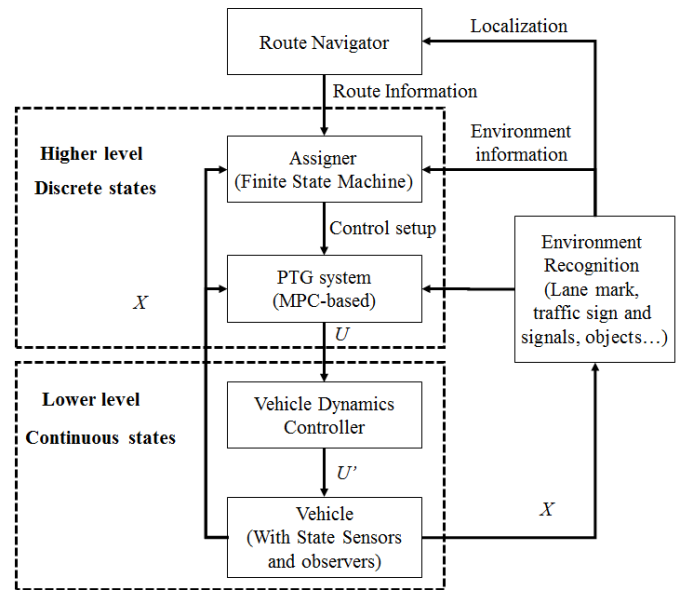 Route Navigator
Localization
Route Information
Higher level
Discrete states
Assigner
(Finite State Machine)
Environment
information
Control setup
PTG system
(MPC-based)
X
Environment
Recognition
(Lane mark,
traffic sign and
signals, objects…)
U
Lower level
Continuous states
Vehicle Dynamics
Controller
U’
Vehicle
(With State Sensors
and observers)
X